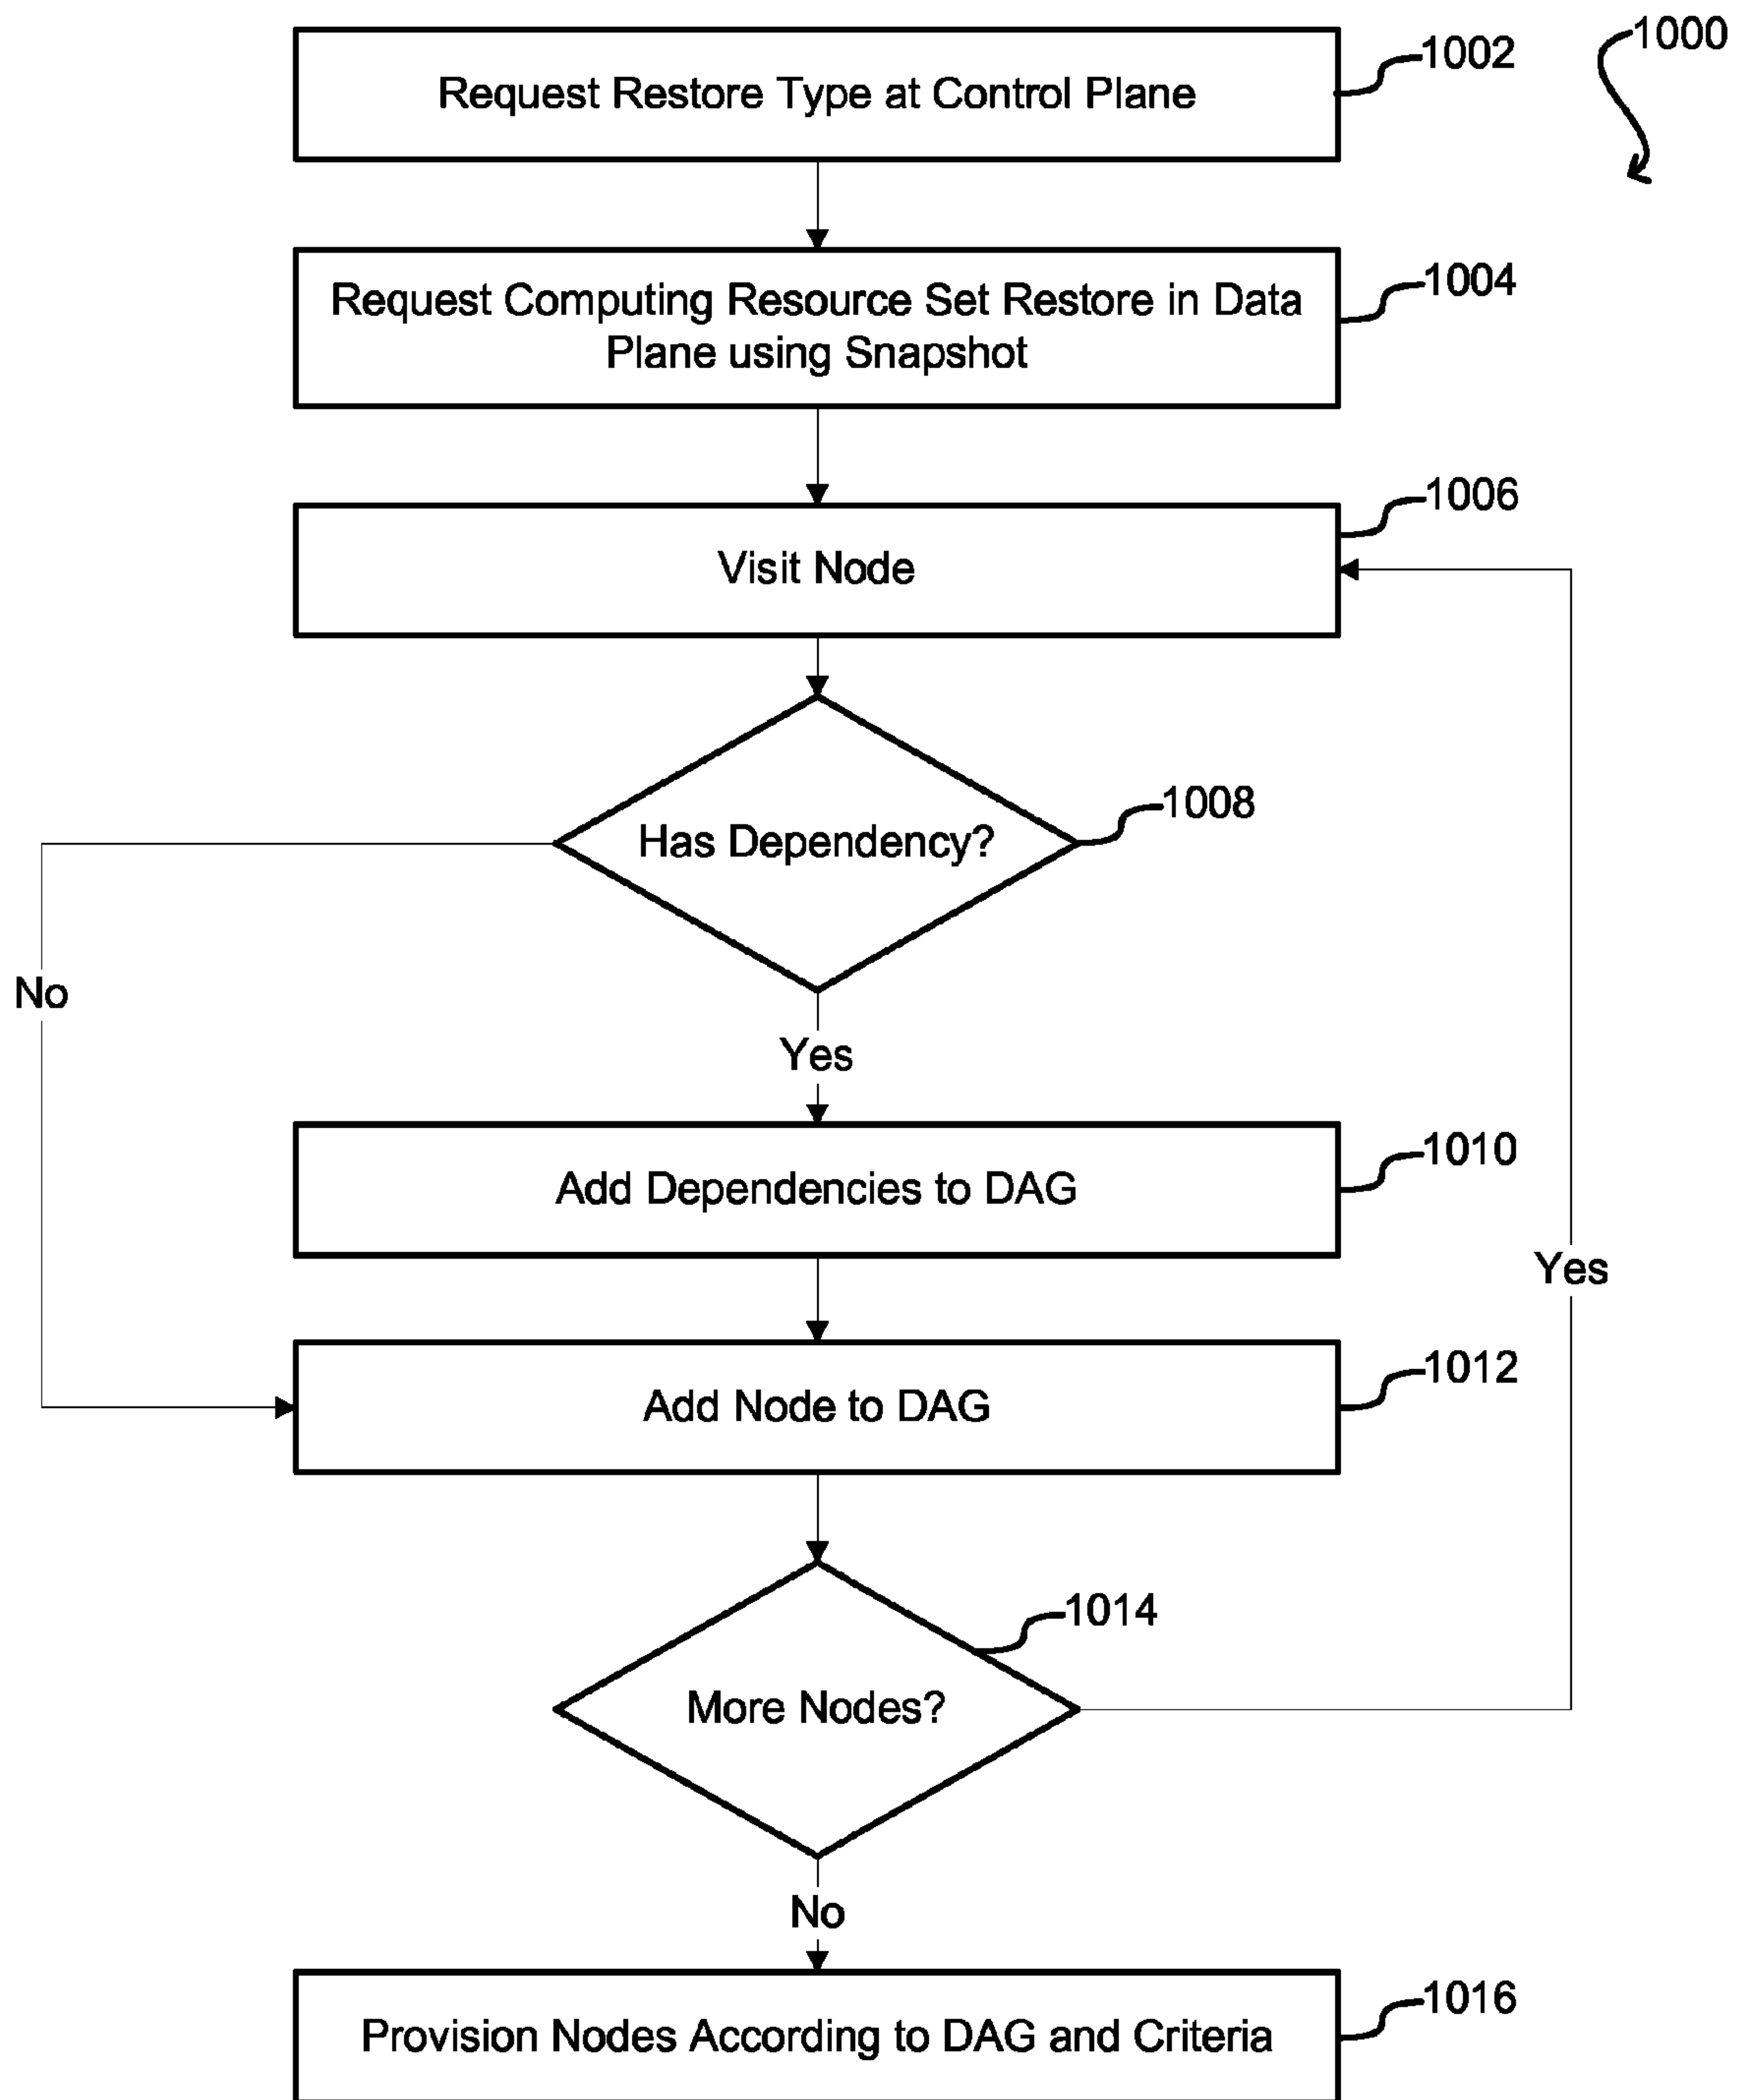 1000
Request Restore Type at Control Plane
1002
Request Computing Resource Set Restore in Data
Plane using Snapshot
1004
Visit Node
1006
Has Dependency?
1008
No
Yes
Add Dependencies to DAG
1010
Yes
Add Node to DAG
1012
More Nodes?
1014
No
Provision Nodes According to DAG and Criteria
1016